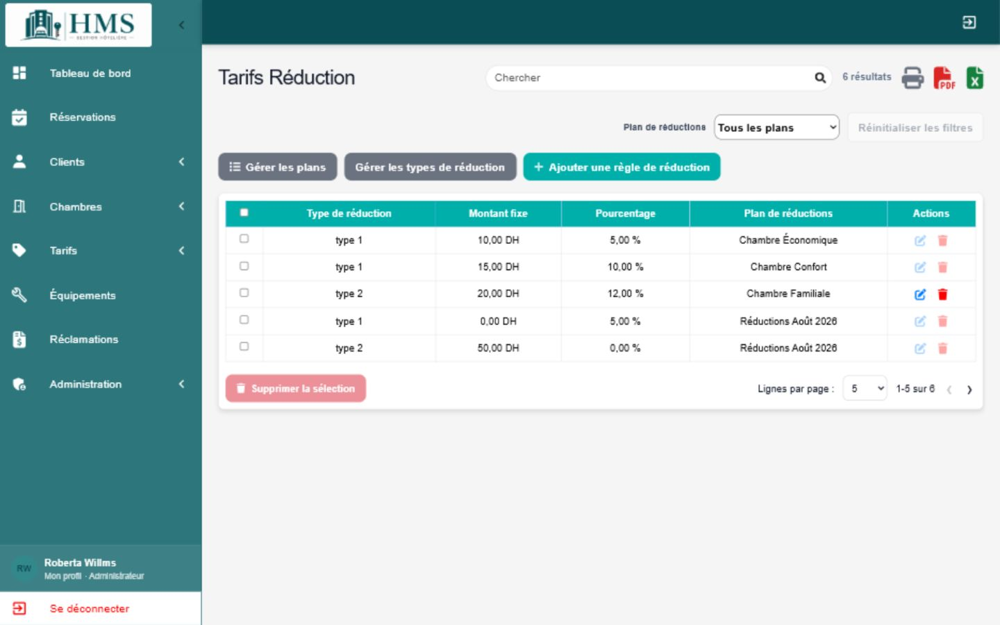 HMS
GESTION HÔTELIÈRE
Tableau de bord
Réservations
Clients
Chambres
Tarifs
Équipements
Réclamations
Administration
RW
Roberta Willms
Mon profil · Administrateur
Se déconnecter
Tarifs Réduction
Chercher
6 résultats
PDF
X
Plan de réductions
Tous les plans
Réinitialiser les filtres
Gérer les plans
Gérer les types de réduction
+ Ajouter une règle de réduction
Type de réduction Montant fixe Pourcentage Plan de réductions Actions
type 1 10,00 DH 5,00 % Chambre Économique
type 1 15,00 DH 10,00 % Chambre Confort
type 2 20,00 DH 12,00 % Chambre Familiale
type 1 0,00 DH 5,00 % Réductions Août 2026
type 2 50,00 DH 0,00 % Réductions Août 2026
Supprimer la sélection
Lignes par page : 5 1-5 sur 6